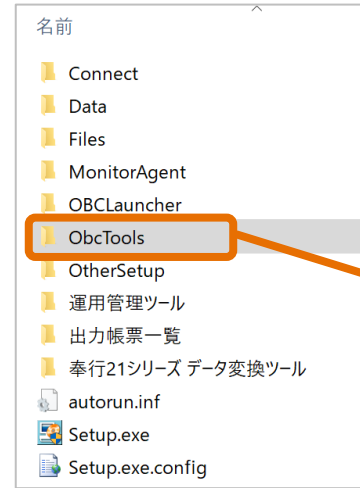 名前
Connect
Data
Files
MonitorAgent
OBCLauncher
ObcTools
OtherSetup
運用管理ツール
出力帳票一覧
奉行21シリーズ データ変換ツール
autorun.inf
Setup.exe
Setup.exe.config